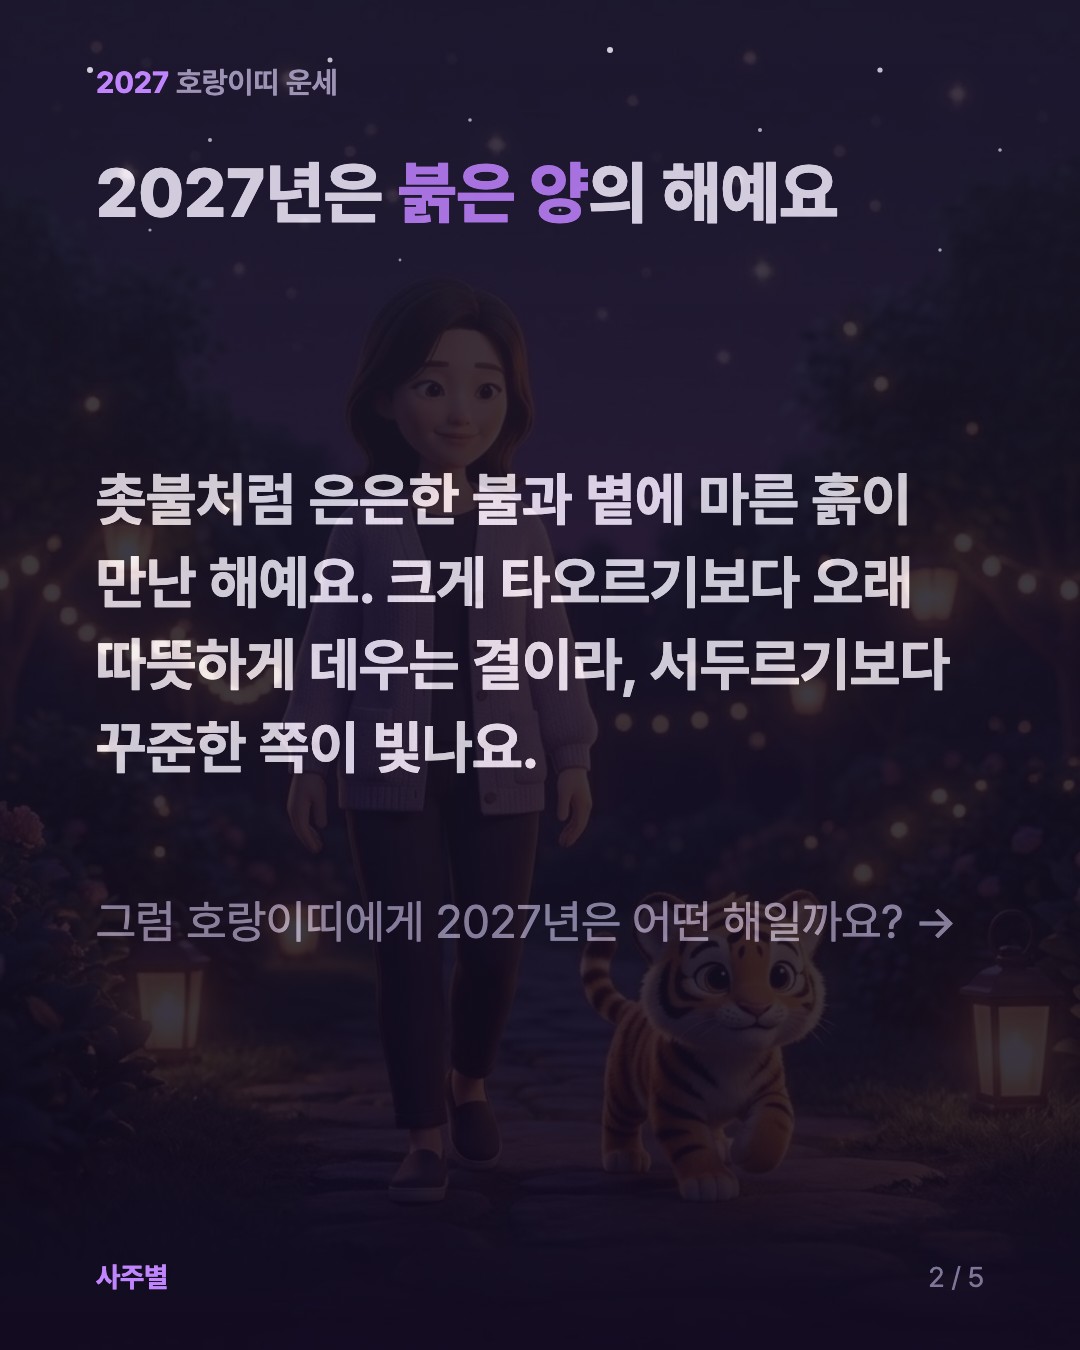 2027 호랑이띠 운세
2027년은 붉은 양의 해예요
촛불처럼 은은한 불과 볕에 마른 흙이
만난 해예요. 크게 타오르기보다 오래
따뜻하게 데우는 결이라, 서두르기보다
꾸준한 쪽이 빛나요.
그럼 호랑이띠에게 2027년은 어떤 해일까요? →
사주별
2 / 5